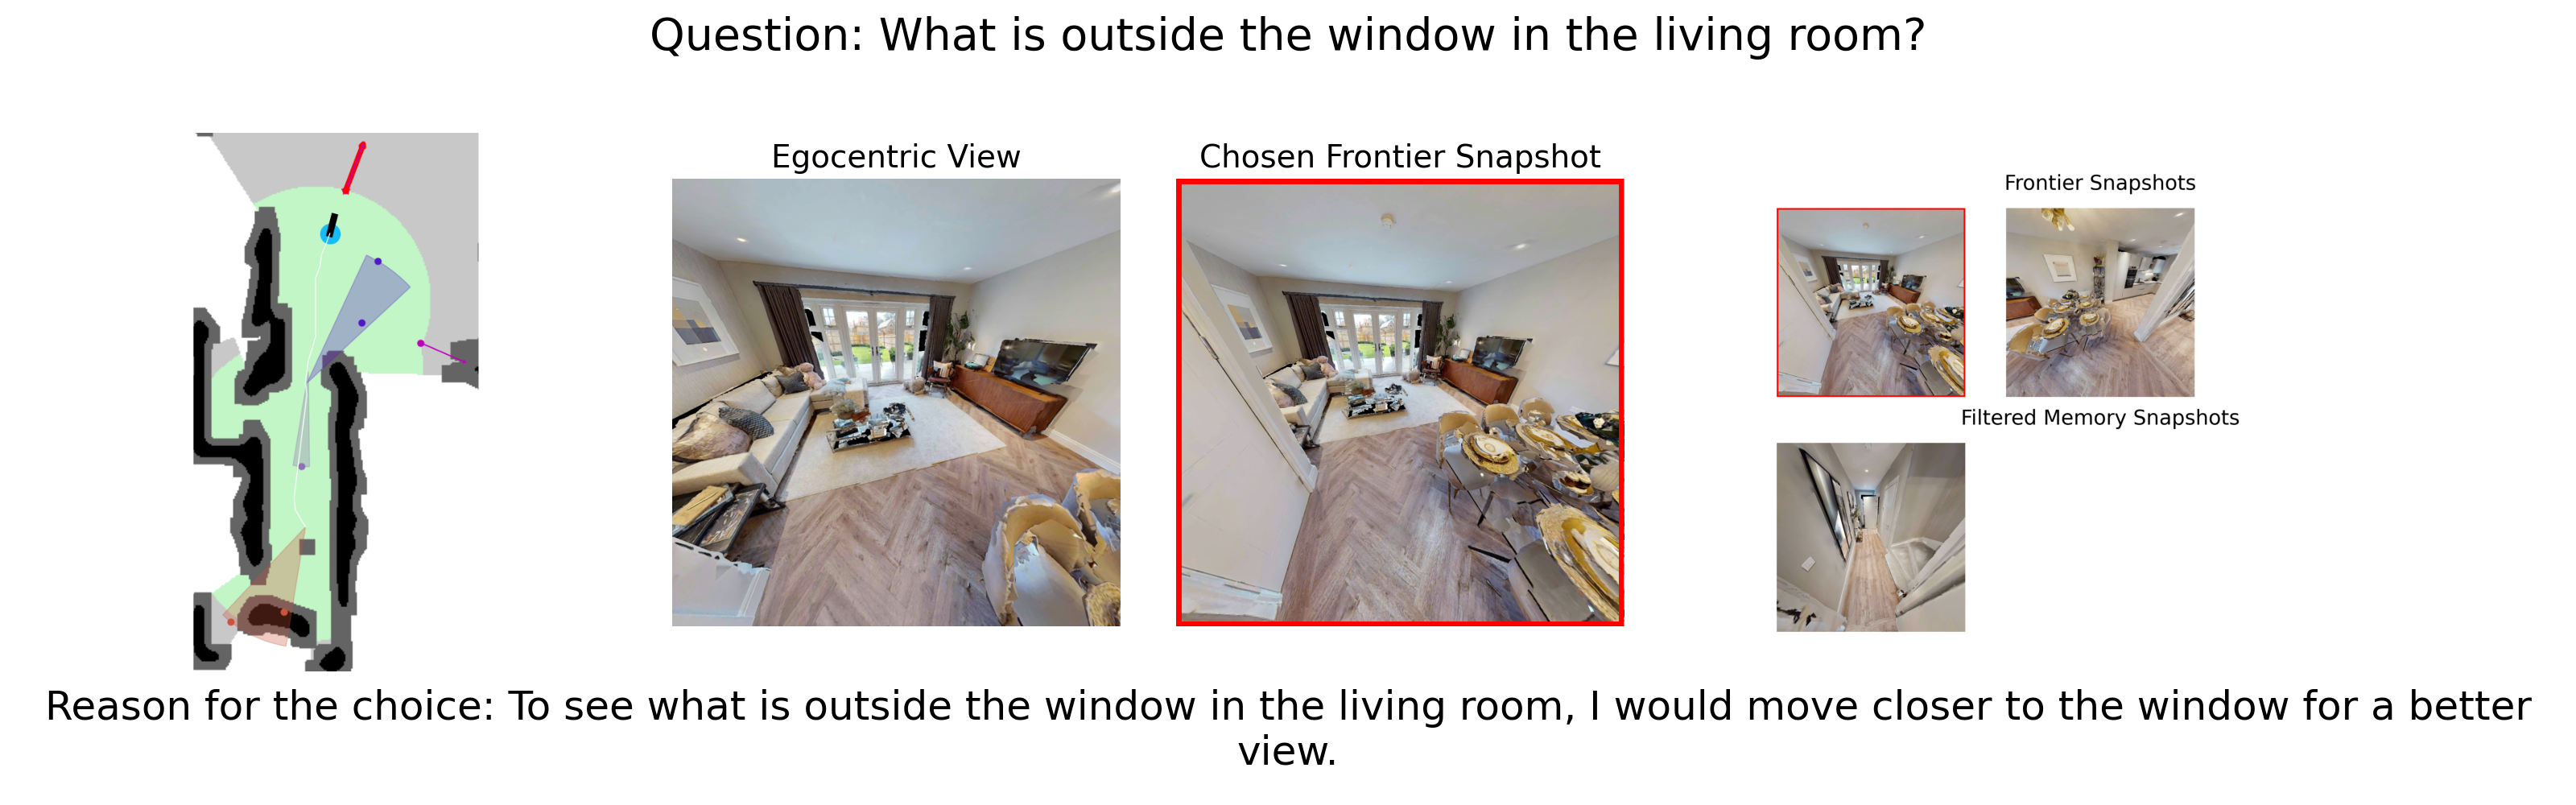 Question: What is outside the window in the living room?
Egocentric View
Chosen Frontier Snapshot
Frontier Snapshots
Filtered Memory Snapshots
Reason for the choice: To see what is outside the window in the living room, I would move closer to the window for a better
view.